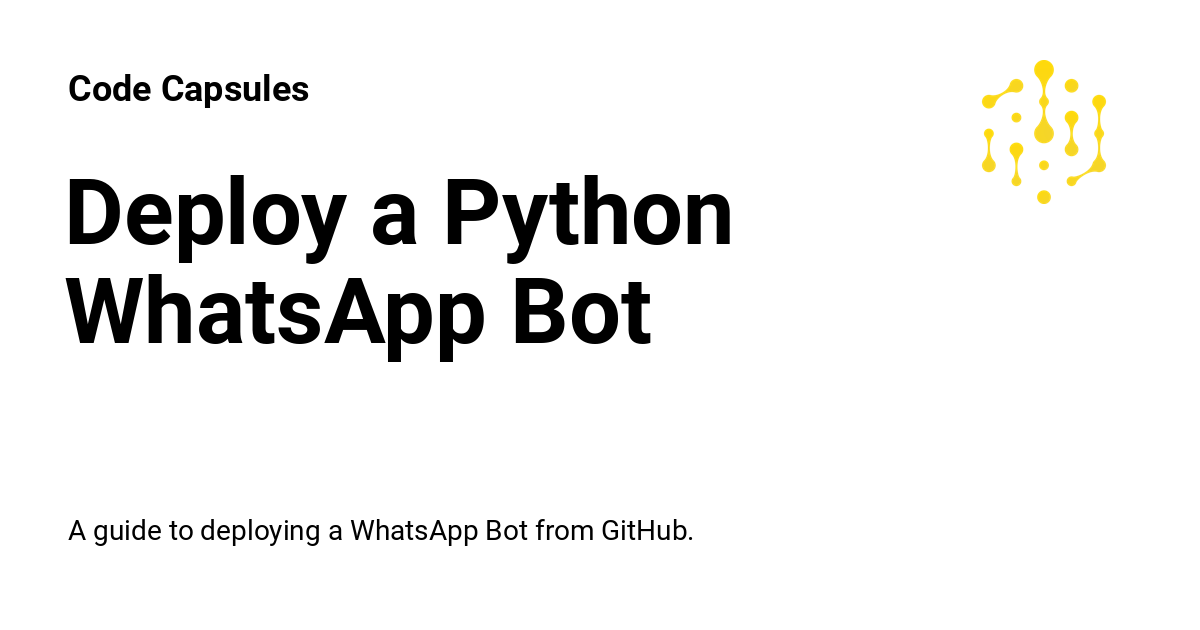 Code Capsules
Deploy a Python
WhatsApp Bot
A guide to deploying a WhatsApp Bot from GitHub.